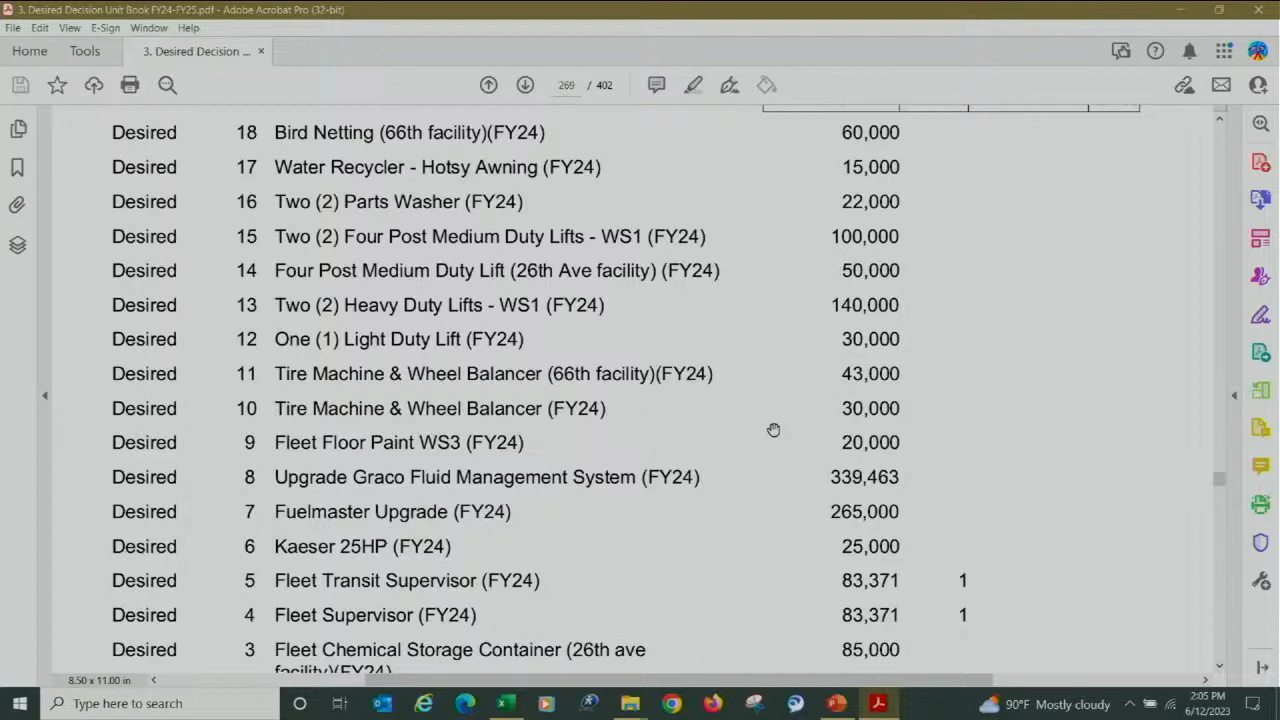 3. Desired Decision Unit Book FY24-FY25.pdf - Adobe Acrobat Pro (32-bit)
File Edit View E-Sign Window Help
Home Tools 3. Desired Decision ... ×
269 / 402
Desired 18 Bird Netting (66th facility)(FY24) 60,000
Desired 17 Water Recycler - Hotsy Awning (FY24) 15,000
Desired 16 Two (2) Parts Washer (FY24) 22,000
Desired 15 Two (2) Four Post Medium Duty Lifts - WS1 (FY24) 100,000
Desired 14 Four Post Medium Duty Lift (26th Ave facility) (FY24) 50,000
Desired 13 Two (2) Heavy Duty Lifts - WS1 (FY24) 140,000
Desired 12 One (1) Light Duty Lift (FY24) 30,000
Desired 11 Tire Machine & Wheel Balancer (66th facility)(FY24) 43,000
Desired 10 Tire Machine & Wheel Balancer (FY24) 30,000
Desired 9 Fleet Floor Paint WS3 (FY24) 20,000
Desired 8 Upgrade Graco Fluid Management System (FY24) 339,463
Desired 7 Fuelmaster Upgrade (FY24) 265,000
Desired 6 Kaeser 25HP (FY24) 25,000
Desired 5 Fleet Transit Supervisor (FY24) 83,371 1
Desired 4 Fleet Supervisor (FY24) 83,371 1
Desired 3 Fleet Chemical Storage Container (26th ave 85,000
facility)(FY24)
8.50 x 11.00 in
Type here to search
90°F Mostly cloudy
2:05 PM
6/12/2023